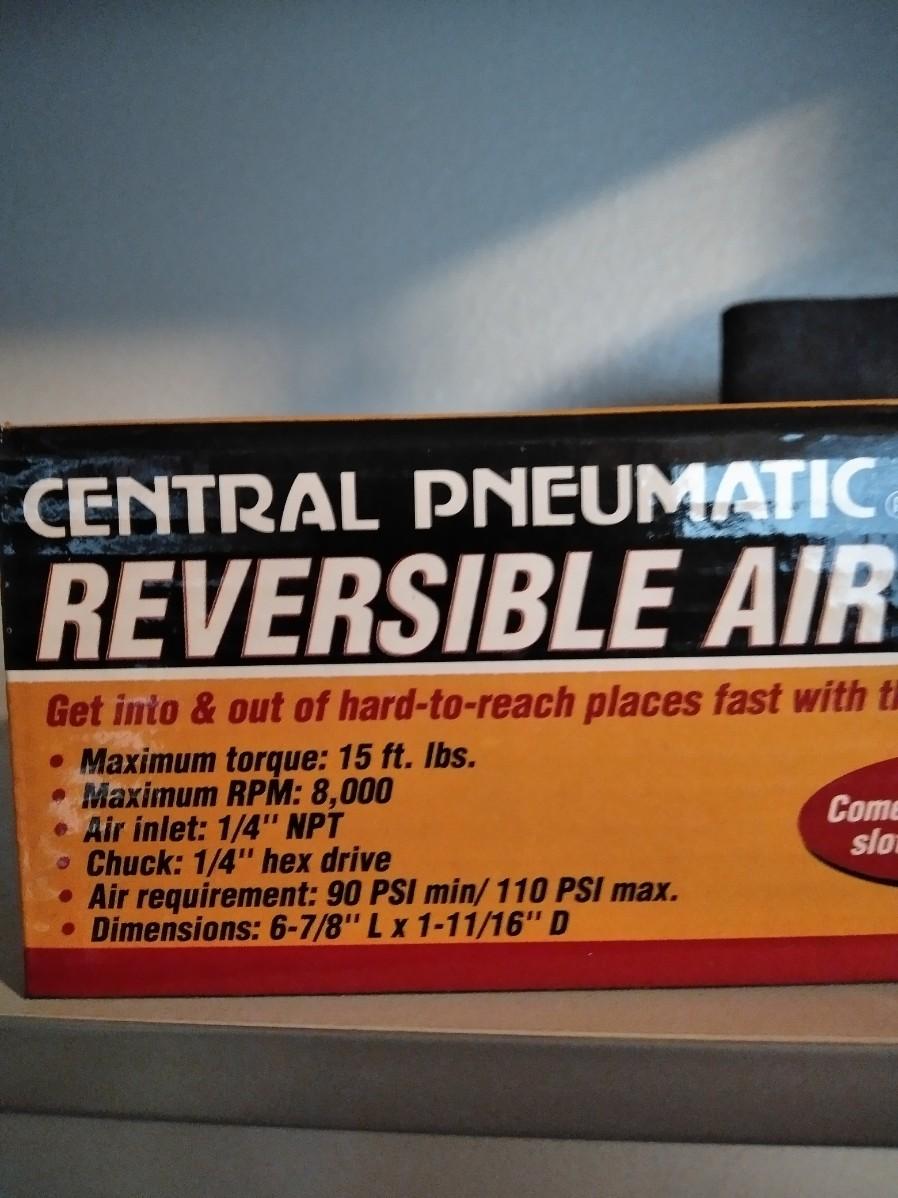 CENTRAL PNEUMATIC®
REVERSIBLE AIR
Get into & out of hard-to-reach places fast with
• Maximum torque: 15 ft. lbs.
• Maximum RPM: 8,000
• Air inlet: 1/4" NPT
• Chuck: 1/4" hex drive
• Air requirement: 90 PSI min/ 110 PSI max.
• Dimensions: 6-7/8" L x 1-11/16" D